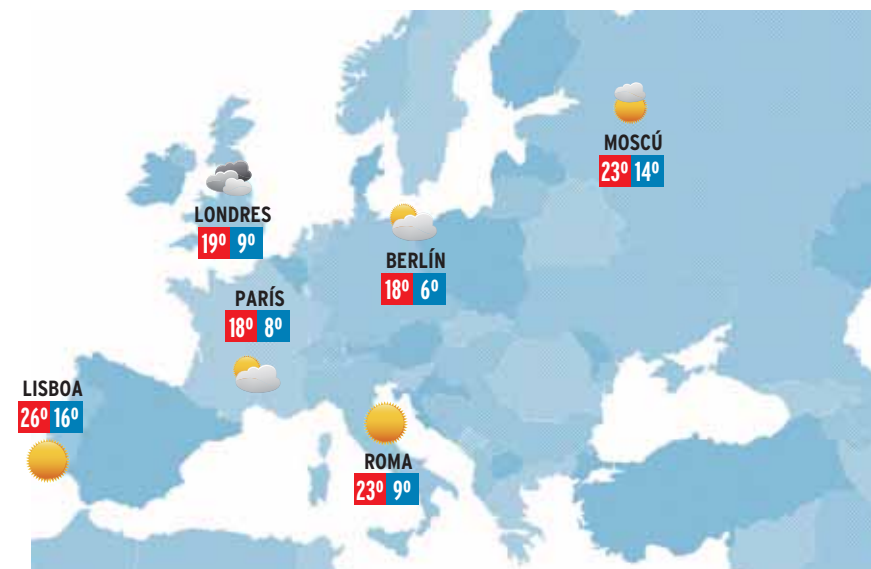 MOSCÚ
23º 14º
LONDRES
19º 9º
BERLÍN
18º 6º
PARÍS
18º 8º
LISBOA
26º 16º
ROMA
23º 9º